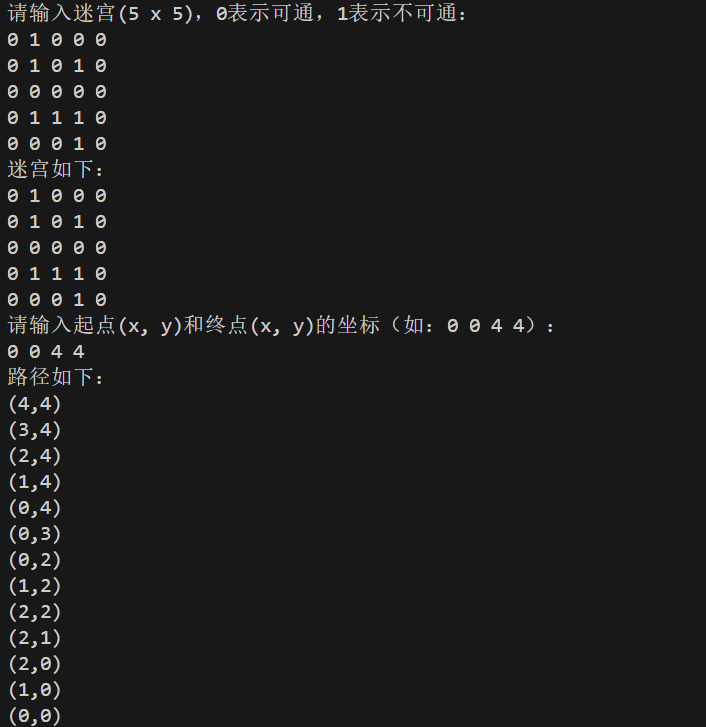 请输入迷宫(5 x 5)，0表示可通，1表示不可通：
0 1 0 0 0
0 1 0 1 0
0 0 0 0 0
0 1 1 1 0
0 0 0 1 0
迷宫如下：
0 1 0 0 0
0 1 0 1 0
0 0 0 0 0
0 1 1 1 0
0 0 0 1 0
请输入起点(x, y)和终点(x, y)的坐标（如：0 0 4 4）：
0 0 4 4
路径如下：
(4,4)
(3,4)
(2,4)
(1,4)
(0,4)
(0,3)
(0,2)
(1,2)
(2,2)
(2,1)
(2,0)
(1,0)
(0,0)